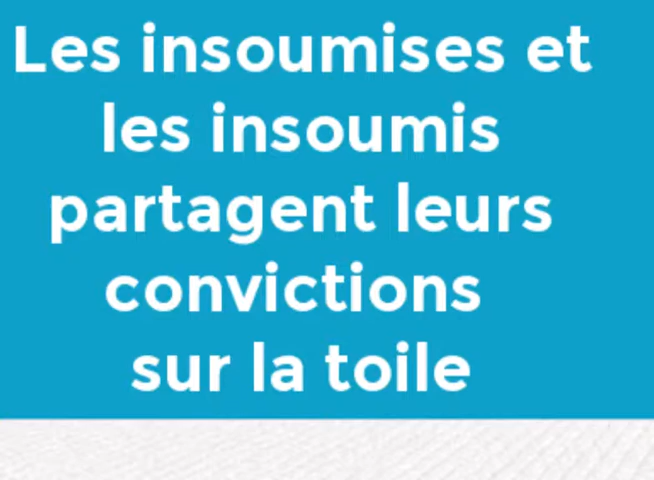 Les insoumises et
les insoumis
partagent leurs
convictions
sur la toile